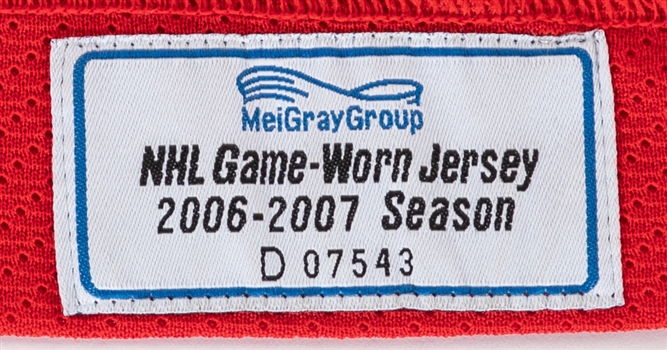 MeiGrayGroup
NHL Game-Worn Jersey
2006-2007 Season
D 07543